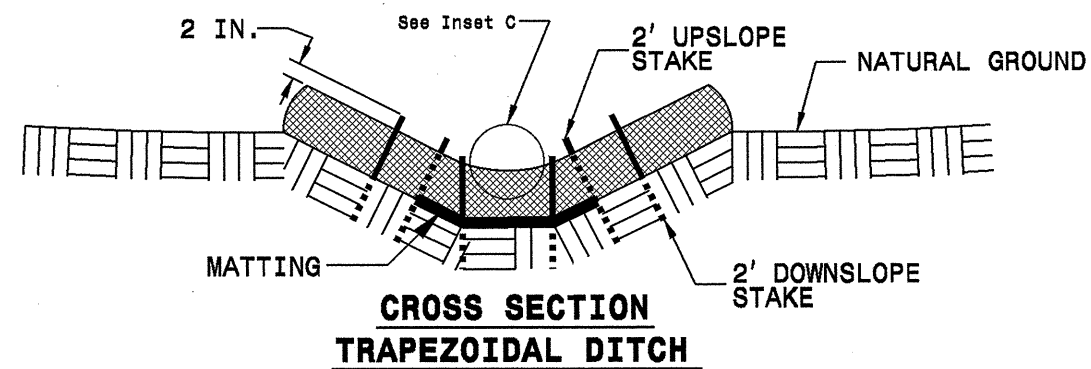 2 IN.
See Inset C
2' UPSLOPE
STAKE
NATURAL GROUND
MATTING
2' DOWNSLOPE
STAKE
CROSS SECTION
TRAPEZOIDAL DITCH